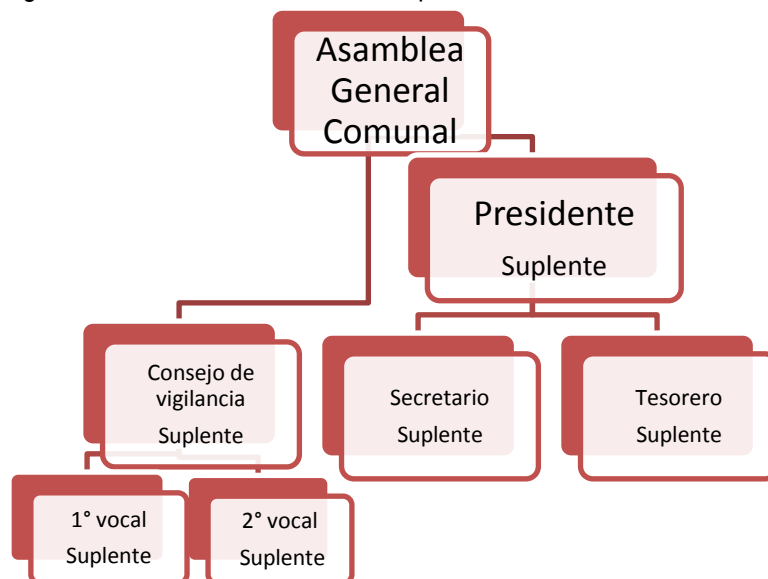 Asamblea
General
Comunal
Presidente
Suplente
Consejo de
vigilancia
Suplente
Secretario
Suplente
Tesorero
Suplente
1° vocal
Suplente
2° vocal
Suplente